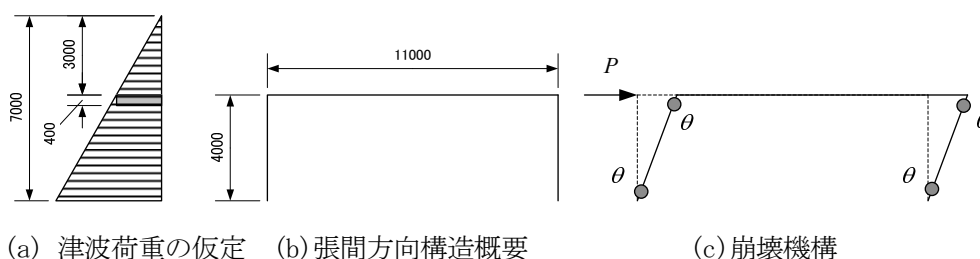 7000
3000
400
11000
4000
P
θ
θ
θ
θ
(a) 津波荷重の仮定
(b)張間方向構造概要
(c)崩壊機構